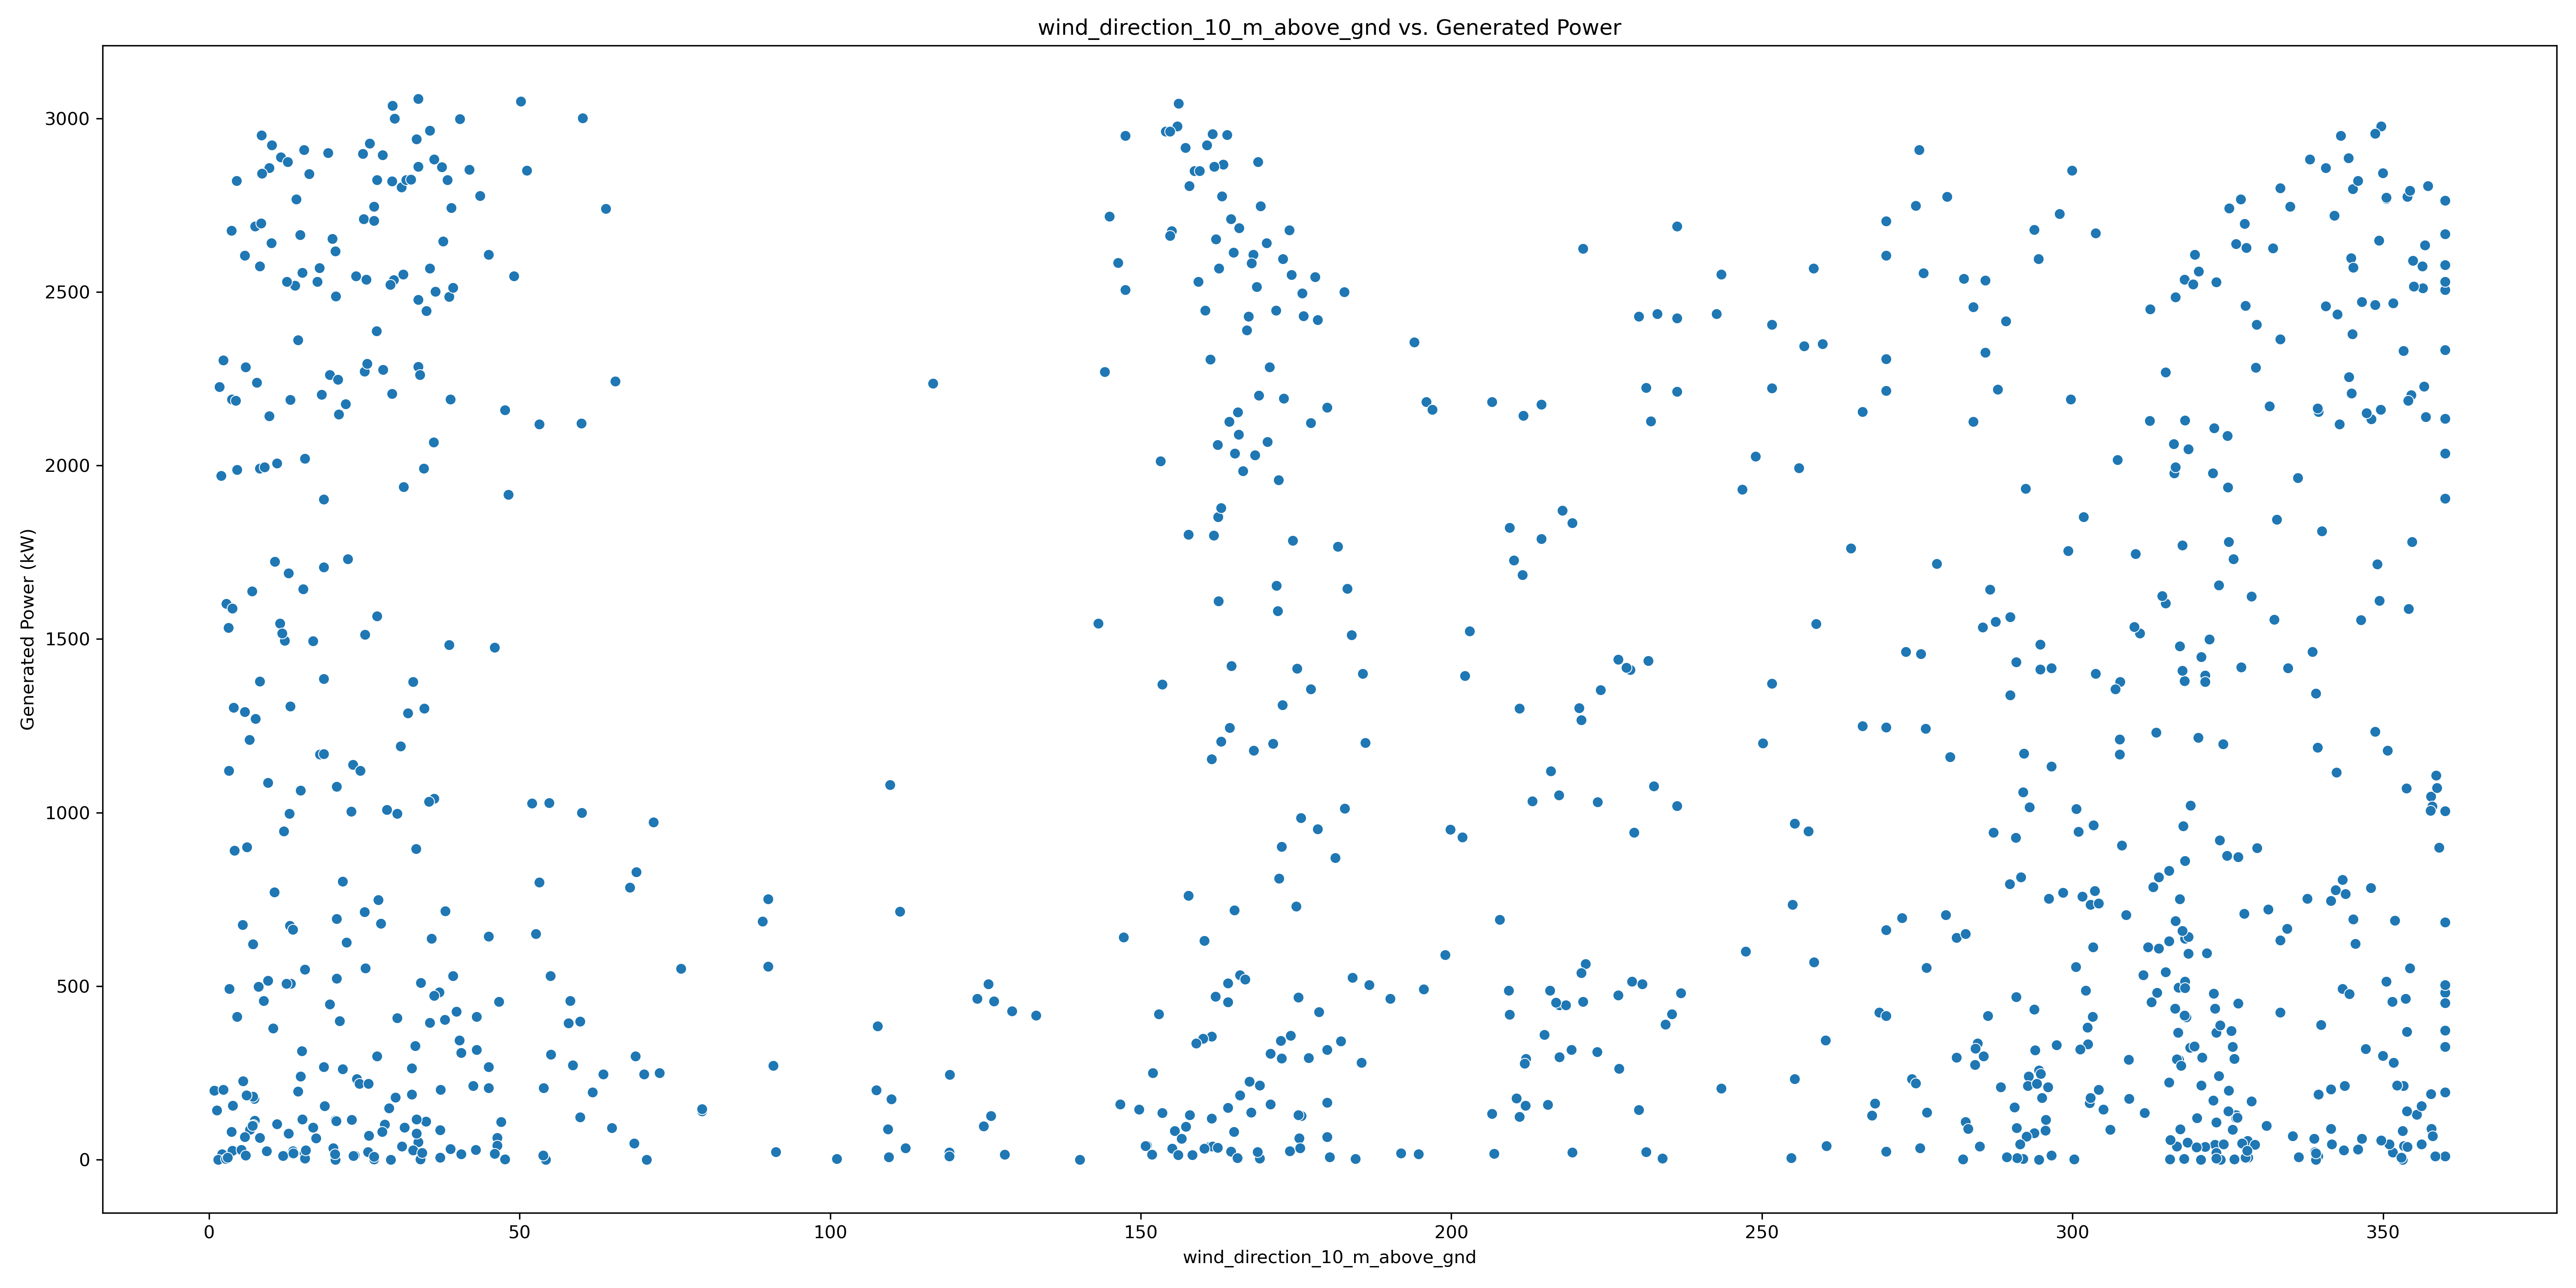 wind_direction_10_m_above_gnd vs. Generated Power
Generated Power (kW)
3000
2500
2000
1500
1000
500
0
0 50 100 150 200 250 300 350
wind_direction_10_m_above_gnd